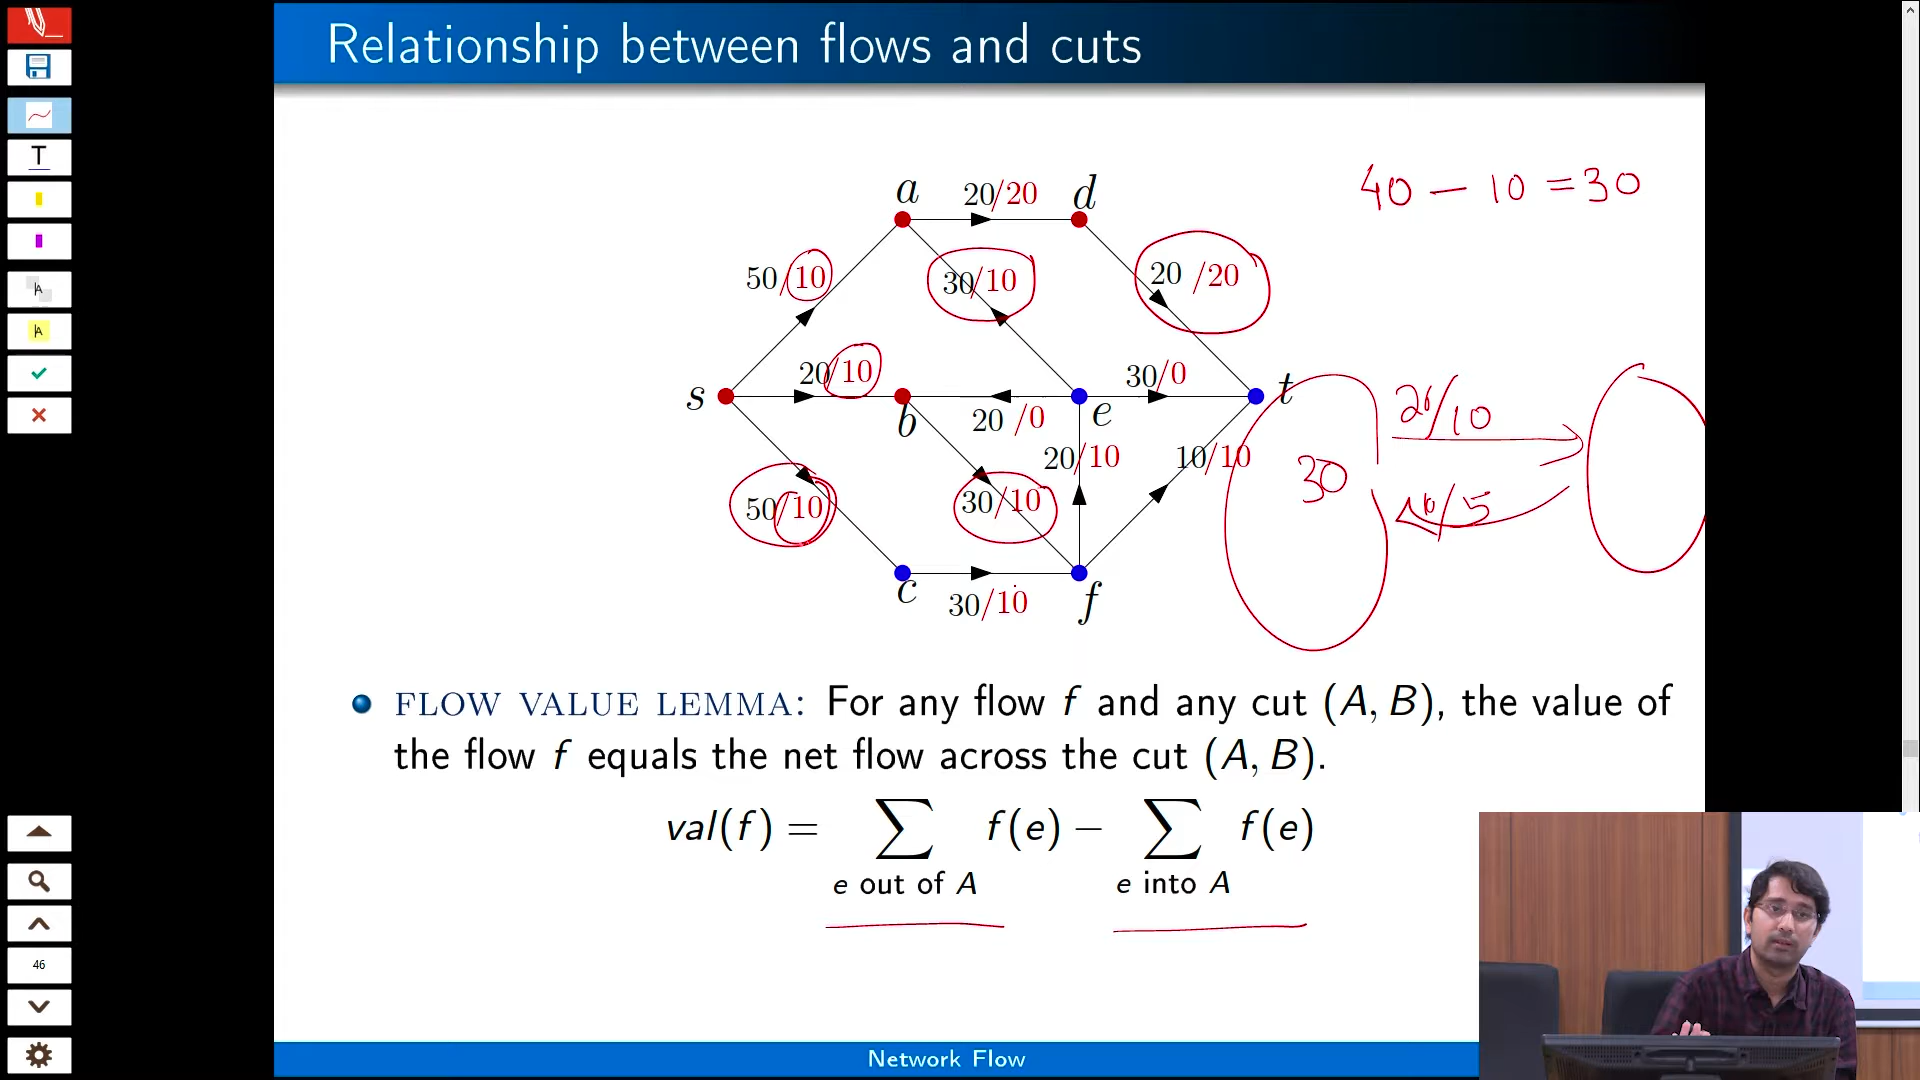 Relationship between flows and cuts
T
A
A
46
40 - 10 = 30
a 20/20 d
50/10 30/10 20 /20
20/10 30/0
s b 20 /0 e t
20/10 10/10
50/10 30/10
c 30/10 f
20/10
30
10/5
FLOW VALUE LEMMA: For any flow f and any cut (A, B), the value of
the flow f equals the net flow across the cut (A, B).
val(f) = ∑ f(e) − ∑ f(e)
e out of A e into A
Network Flow